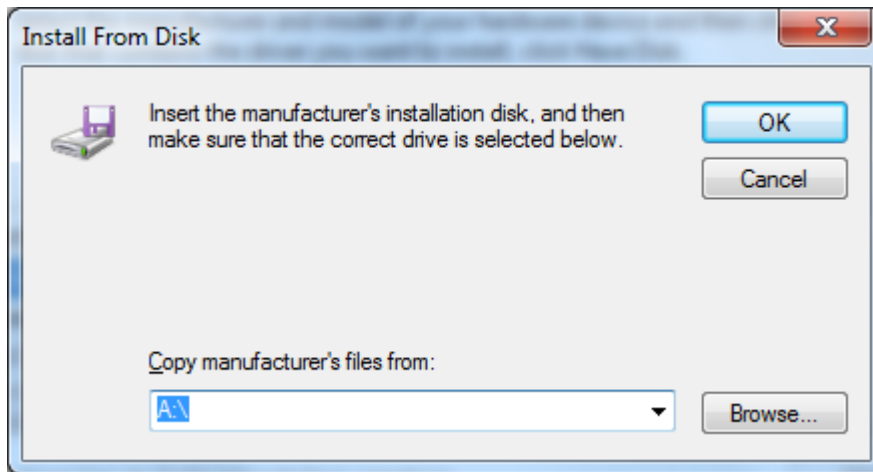 Install From Disk
Insert the manufacturer's installation disk, and then
make sure that the correct drive is selected below.
OK
Cancel
Copy manufacturer's files from:
A:\
Browse...